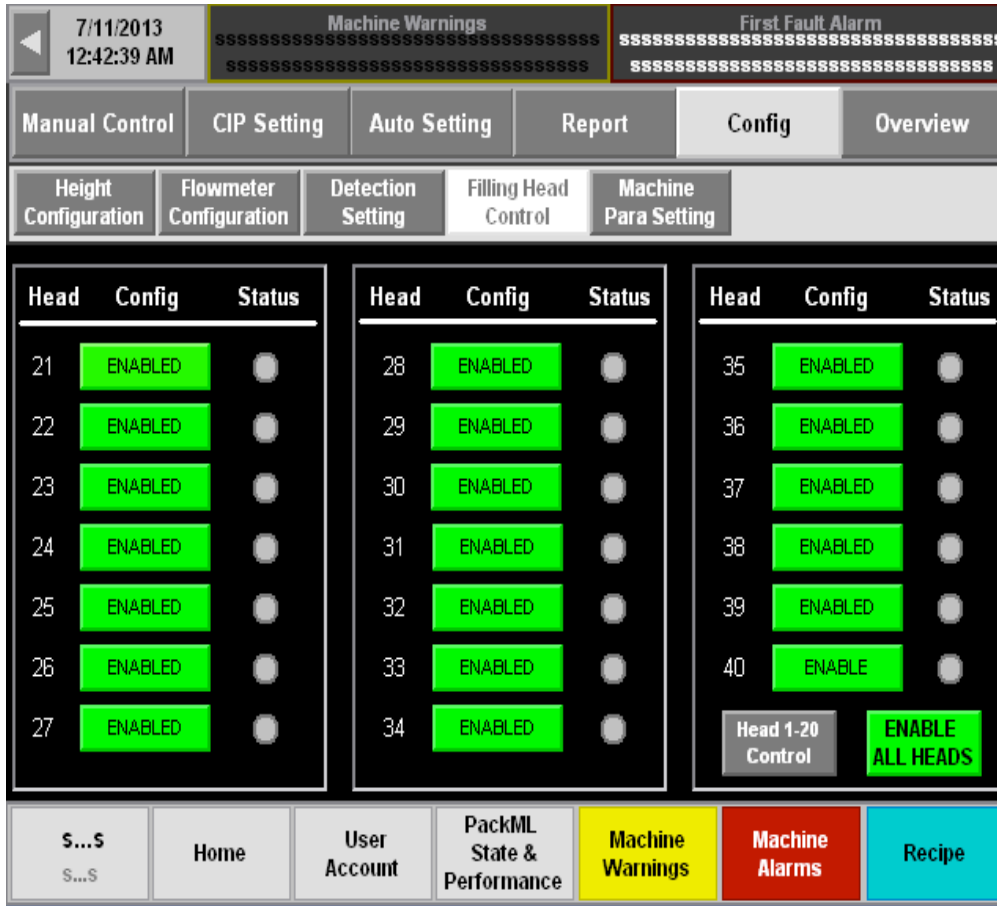 7/11/2013
12:42:39 AM
Machine Warnings
sssssssssssssssssssssssssssssssssss
sssssssssssssssssssssssssssssssss
First Fault Alarm
sssssssssssssssssssssssssssssssssss
sssssssssssssssssssssssssssssssss
Manual Control
CIP Setting
Auto Setting
Report
Config
Overview
Height
Configuration
Flowmeter
Configuration
Detection
Setting
Filling Head
Control
Machine
Para Setting
Head Config Status
21 ENABLED
22 ENABLED
23 ENABLED
24 ENABLED
25 ENABLED
26 ENABLED
27 ENABLED
Head Config Status
28 ENABLED
29 ENABLED
30 ENABLED
31 ENABLED
32 ENABLED
33 ENABLED
34 ENABLED
Head Config Status
35 ENABLED
36 ENABLED
37 ENABLED
38 ENABLED
39 ENABLED
40 ENABLE
Head 1-20
Control
ENABLE
ALL HEADS
s...s
s...s
Home
User
Account
PackML
State &
Performance
Machine
Warnings
Machine
Alarms
Recipe